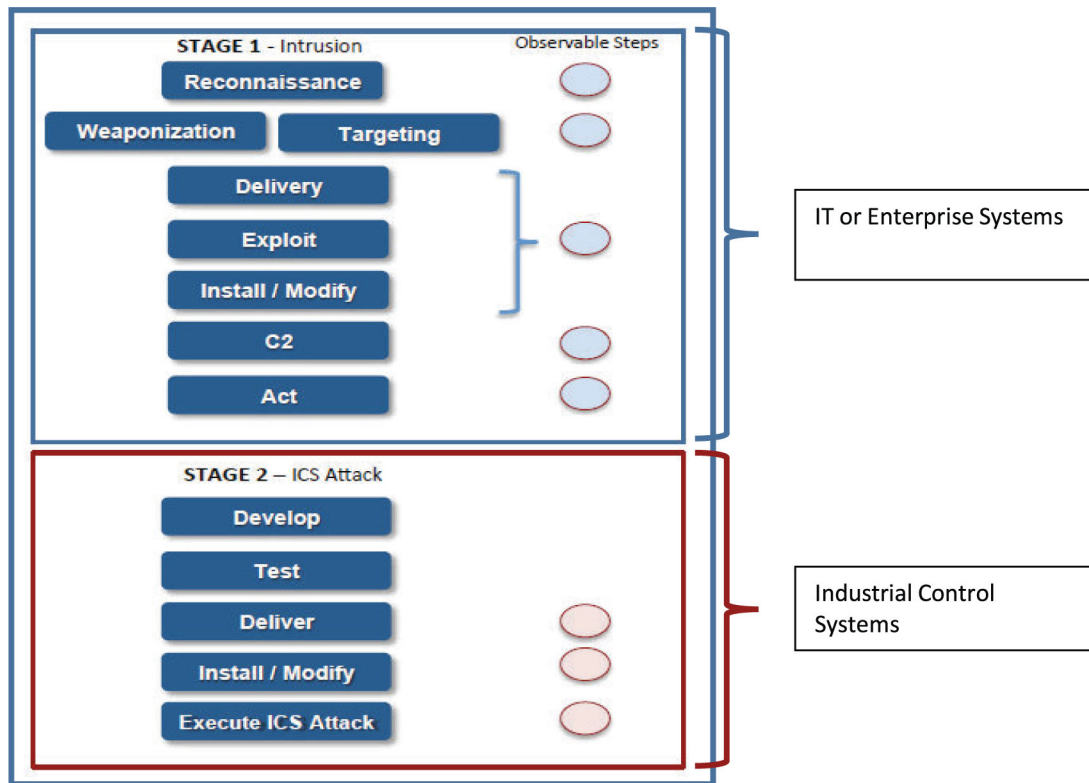 STAGE 1 - Intrusion
Observable Steps
Reconnaissance
Weaponization
Targeting
Delivery
Exploit
Install / Modify
C2
Act
IT or Enterprise Systems
STAGE 2 – ICS Attack
Develop
Test
Deliver
Install / Modify
Execute ICS Attack
Industrial Control
Systems